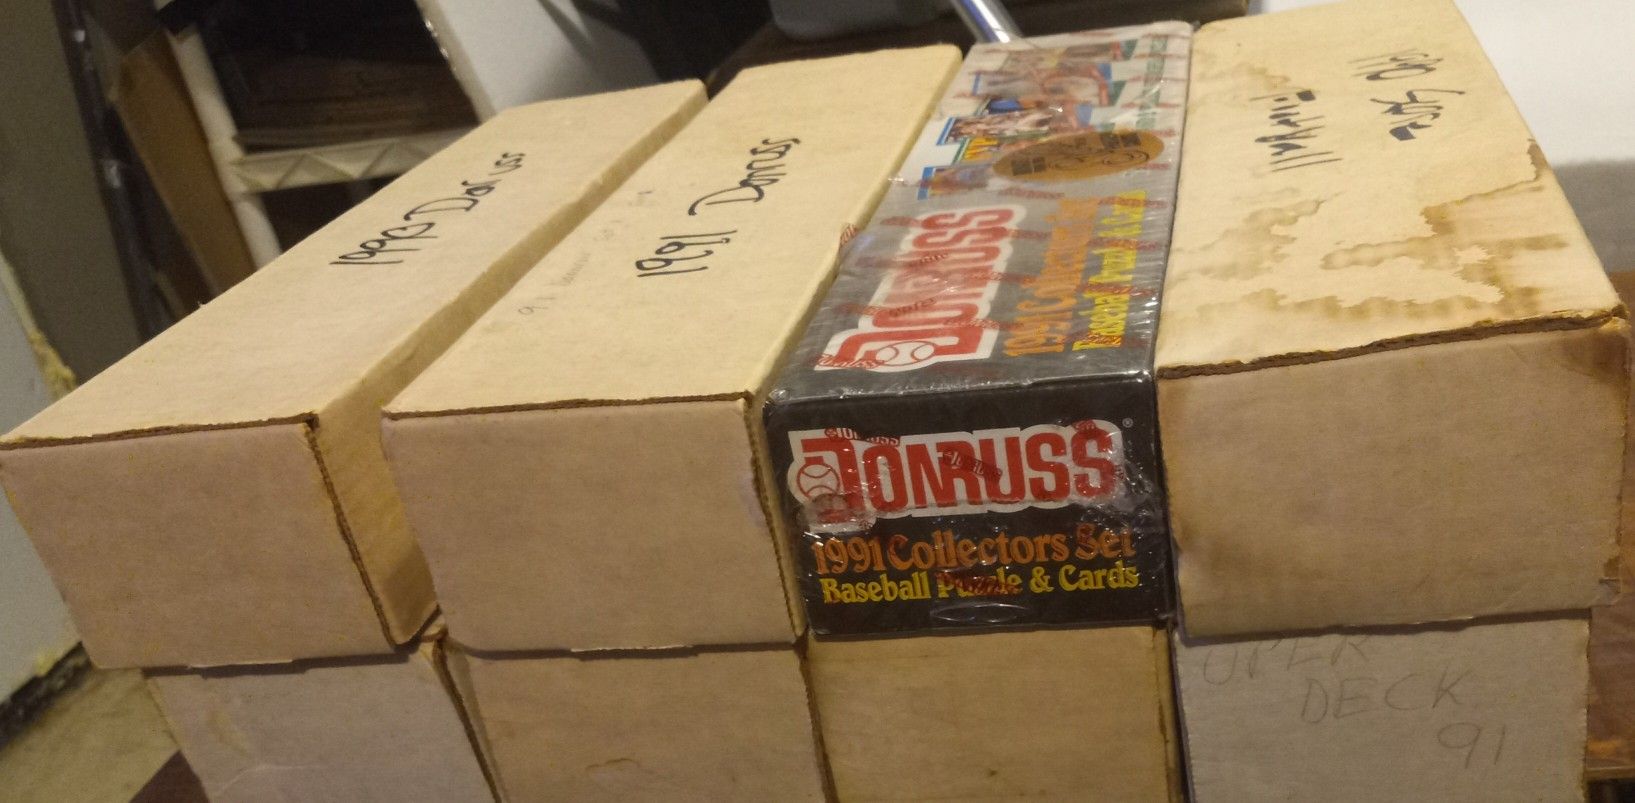 1990 Donruss
1991 Donruss
DONRUSS
1991 Collectors Set
Baseball Puzzle & Cards
DONRUSS®
1991 Collectors Set
Baseball Puzzle & Cards
UPER
DECK
91